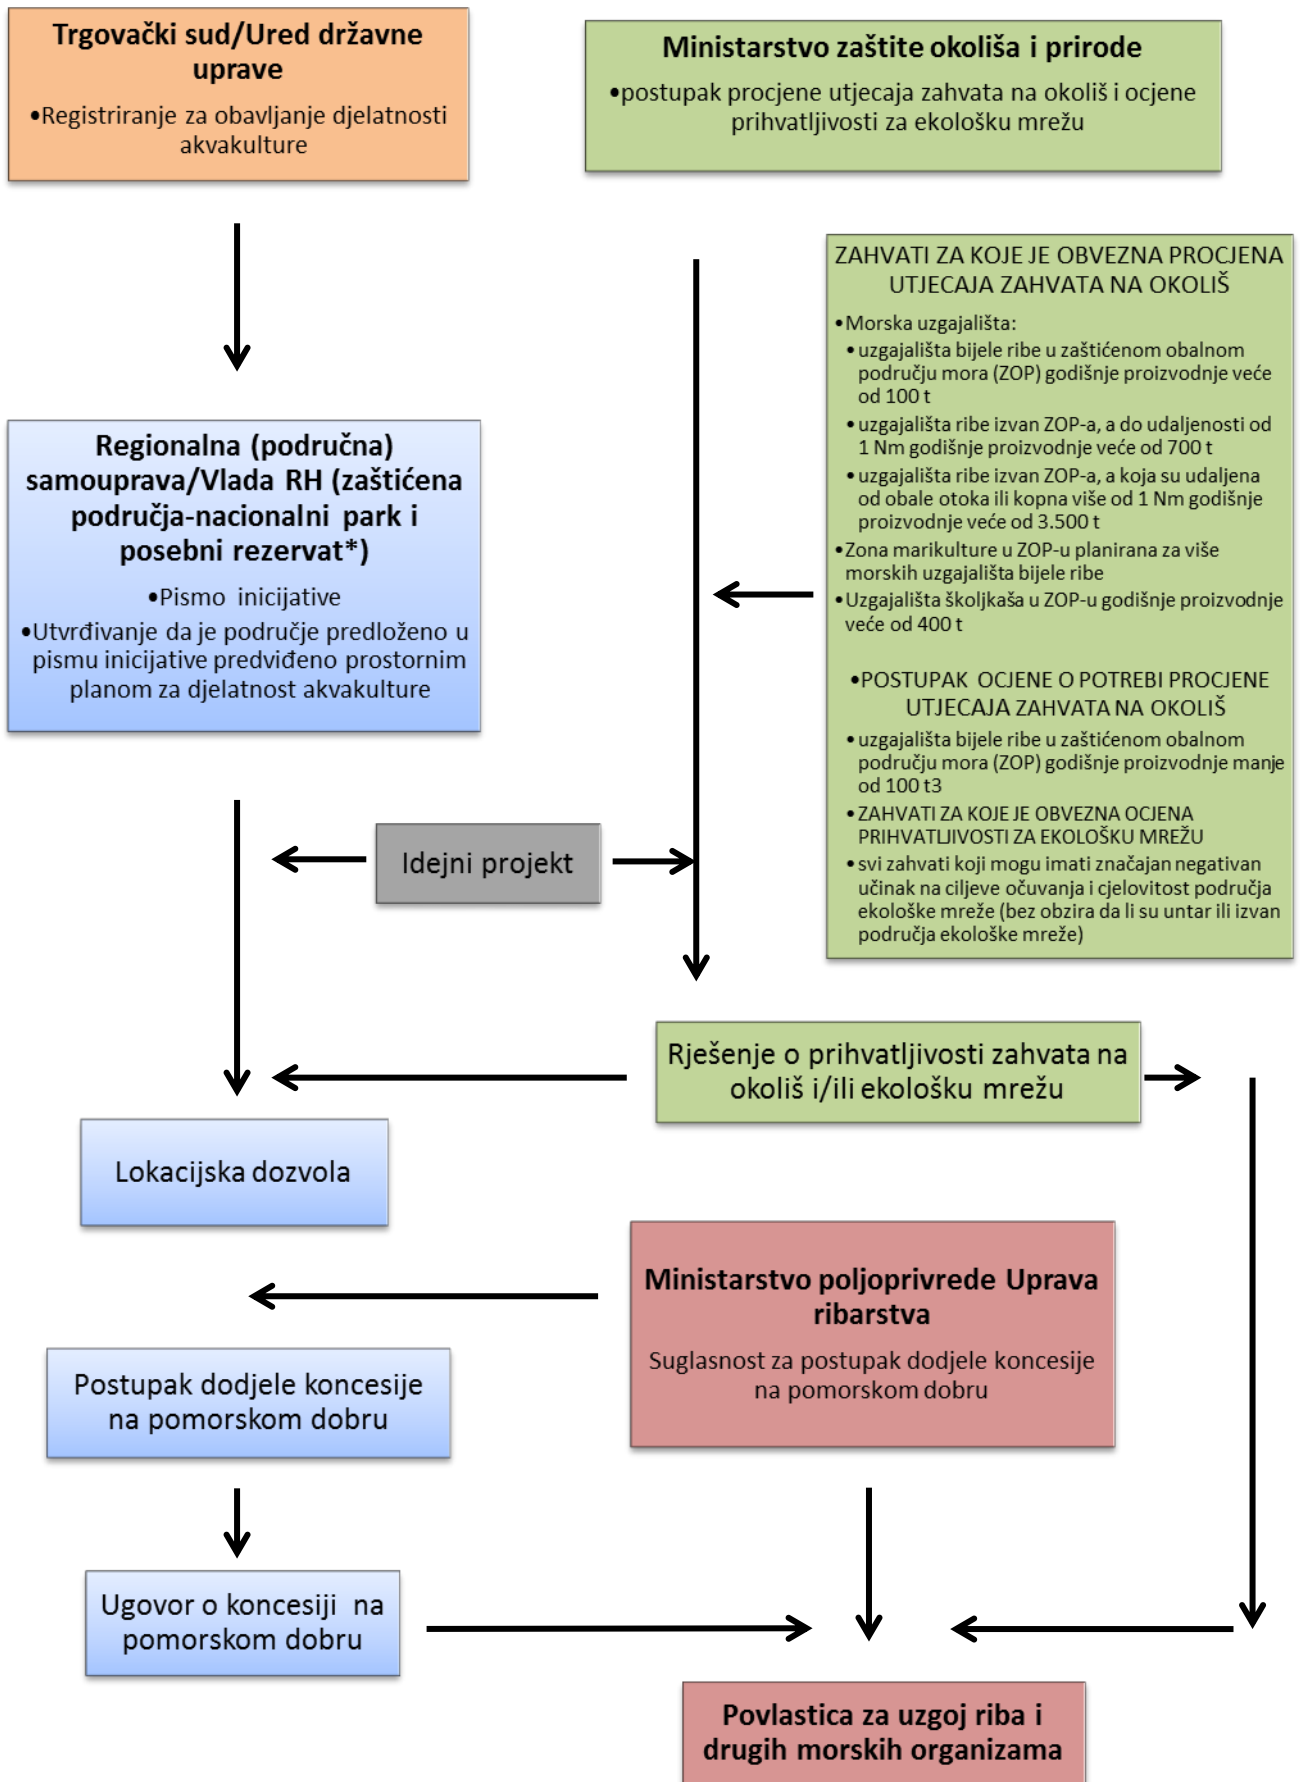 Trgovački sud/Ured državne
uprave
•Registriranje za obavljanje djelatnosti
akvakulture
Ministarstvo zaštite okoliša i prirode
•postupak procjene utjecaja zahvata na okoliš i ocjene
prihvatljivosti za ekološku mrežu
ZAHVATI ZA KOJE JE OBVEZNA PROCJENA
UTJECAJA ZAHVATA NA OKOLIŠ
•Morska uzgajališta:
•uzgajališta bijele ribe u zaštićenom obalnom
području mora (ZOP) godišnje proizvodnje veće
od 100 t
•uzgajališta ribe izvan ZOP-a, a do udaljenosti od
1 Nm godišnje proizvodnje veće od 700 t
•uzgajališta ribe izvan ZOP-a, a koja su udaljena
od obale otoka ili kopna više od 1 Nm godišnje
proizvodnje veće od 3.500 t
•Zona marikulture u ZOP-u planirana za više
morskih uzgajališta bijele ribe
•Uzgajališta školjkaša u ZOP-u godišnje proizvodnje
veće od 400 t
•POSTUPAK OCJENE O POTREBI PROCJENE
UTJECAJA ZAHVATA NA OKOLIŠ
•uzgajališta bijele ribe u zaštićenom obalnom
području mora (ZOP) godišnje proizvodnje manje
od 100 t3
•ZAHVATI ZA KOJE JE OBVEZNA OCJENA
PRIHVATLJIVOSTI ZA EKOLOŠKU MREŽU
•svi zahvati koji mogu imati značajan negativan
učinak na ciljeve očuvanja i cjelovitost područja
ekološke mreže (bez obzira da li su untar ili izvan
područja ekološke mreže)
Regionalna (područna)
samouprava/Vlada RH (zaštićena
područja-nacionalni park i
posebni rezervat*)
•Pismo inicijative
•Utvrđivanje da je područje predloženo u
pismu inicijative predviđeno prostornim
planom za djelatnost akvakulture
Idejni projekt
Rješenje o prihvatljivosti zahvata na
okoliš i/ili ekološku mrežu
Lokacijska dozvola
Ministarstvo poljoprivrede Uprava
ribarstva
Suglasnost za postupak dodjele koncesije
na pomorskom dobru
Postupak dodjele koncesije
na pomorskom dobru
Ugovor o koncesiji na
pomorskom dobru
Povlastica za uzgoj riba i
drugih morskih organizama